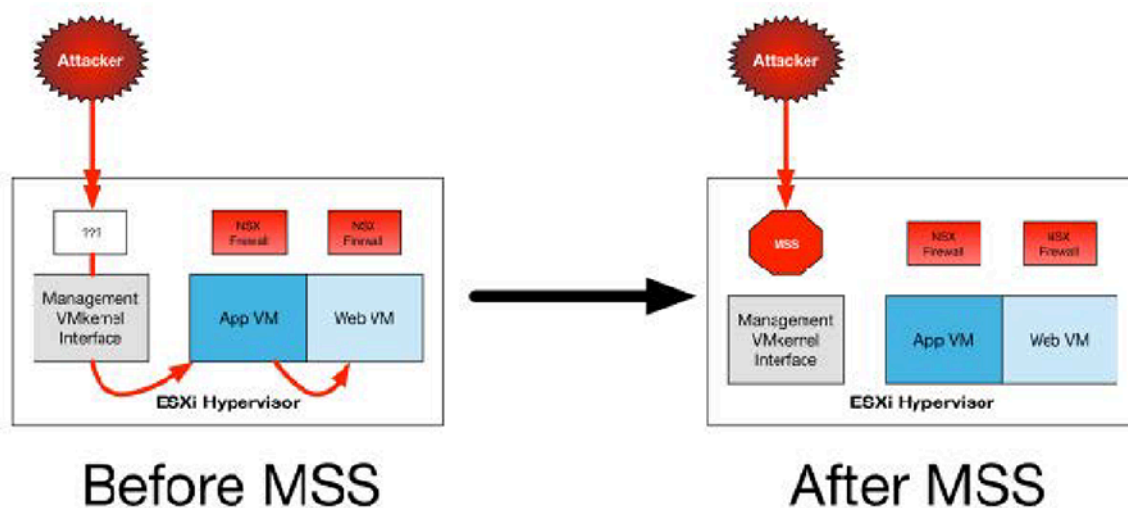 Attacker
???
NSX
Firewall
NSX
Firewall
Management
VMkernel
Interface
App VM
Web VM
ESXi Hypervisor
Before MSS
Attacker
MSS
NSX
Firewall
NSX
Firewall
Management
VMkernel
Interface
App VM
Web VM
ESXi Hypervisor
After MSS